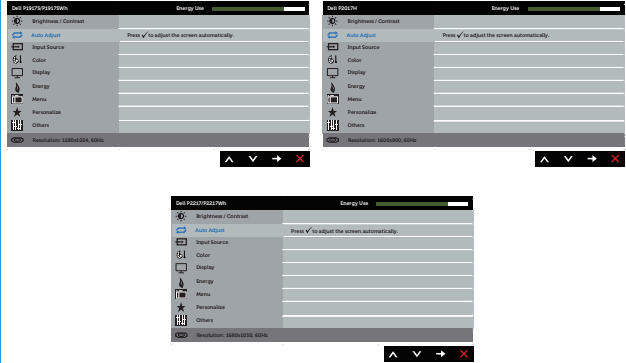 Dell P1917S/P1917SWh Energy Use
Brightness / Contrast
Auto Adjust Press ✓ to adjust the screen automatically.
Input Source
Color
Display
Energy
Menu
Personalize
Others
Resolution: 1280x1024, 60Hz
Dell P2017H Energy Use
Brightness / Contrast
Auto Adjust Press ✓ to adjust the screen automatically.
Input Source
Color
Display
Energy
Menu
Personalize
Others
Resolution: 1600x900, 60Hz
Dell P2217/P2217Wh Energy Use
Brightness / Contrast
Auto Adjust Press ✓ to adjust the screen automatically.
Input Source
Color
Display
Energy
Menu
Personalize
Others
Resolution: 1680x1050, 60Hz